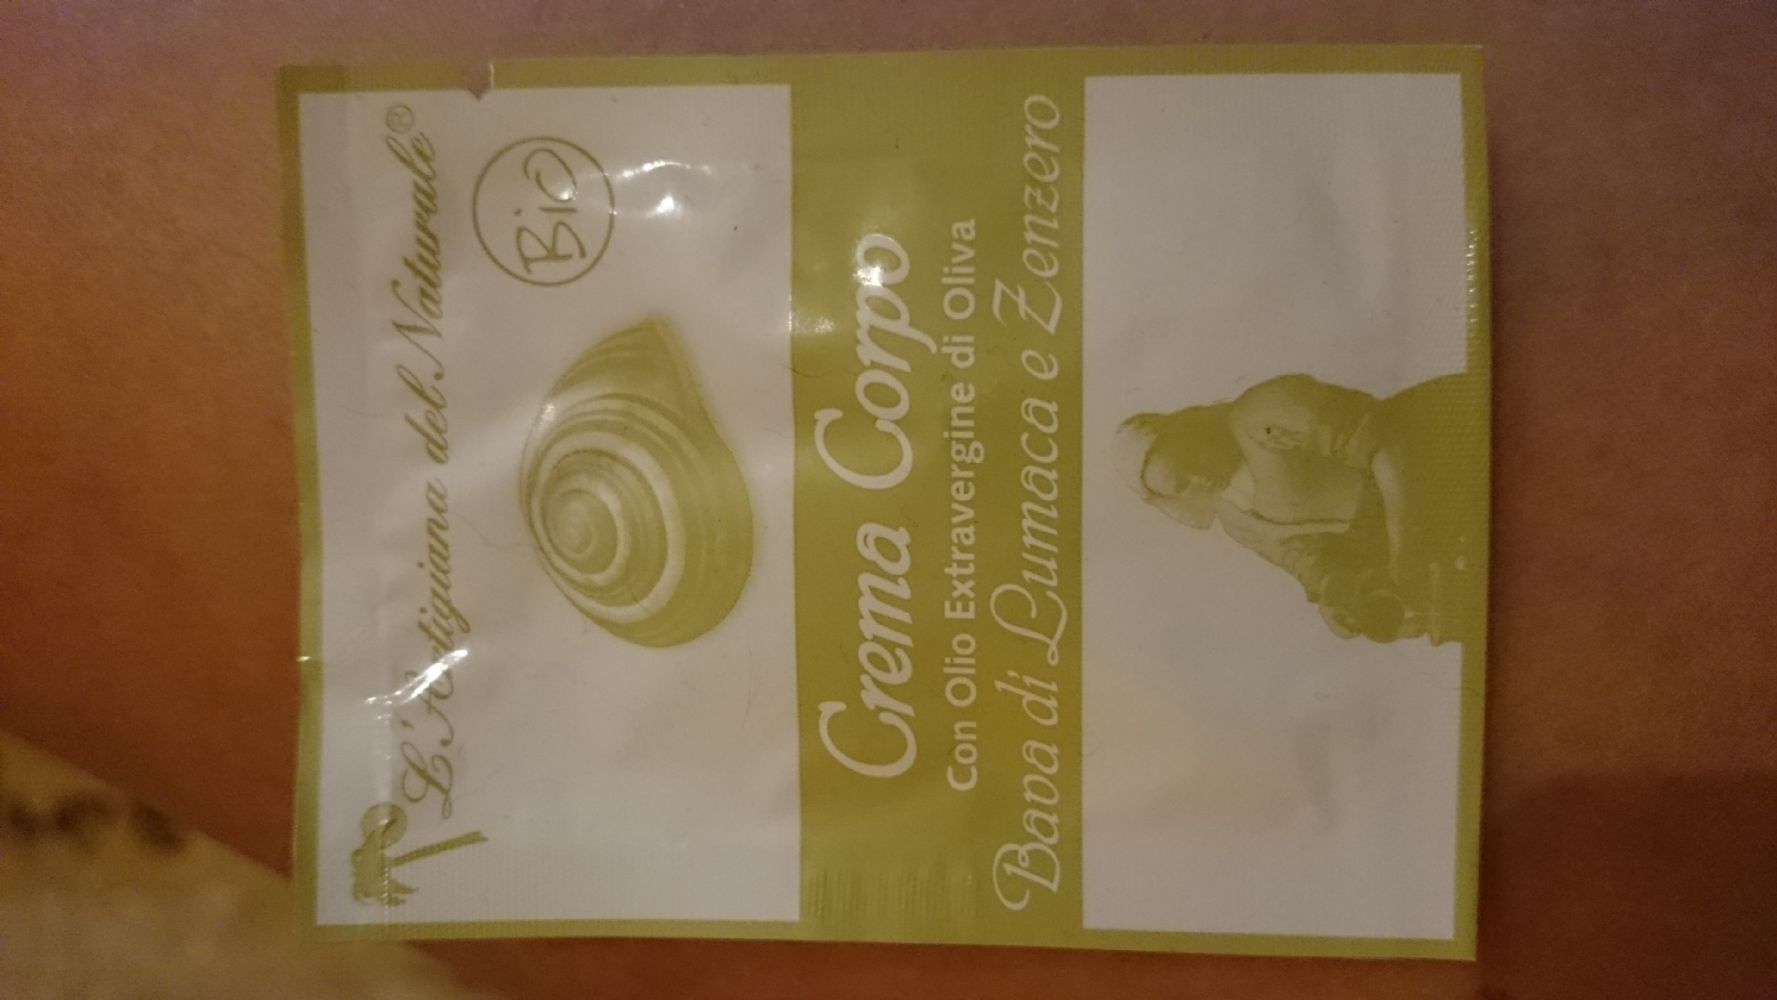 L'Artigiana del Naturale®
Bio
Crema Corpo
Con Olio Extravergine di Oliva
Bava di Lumaca e Zenzero